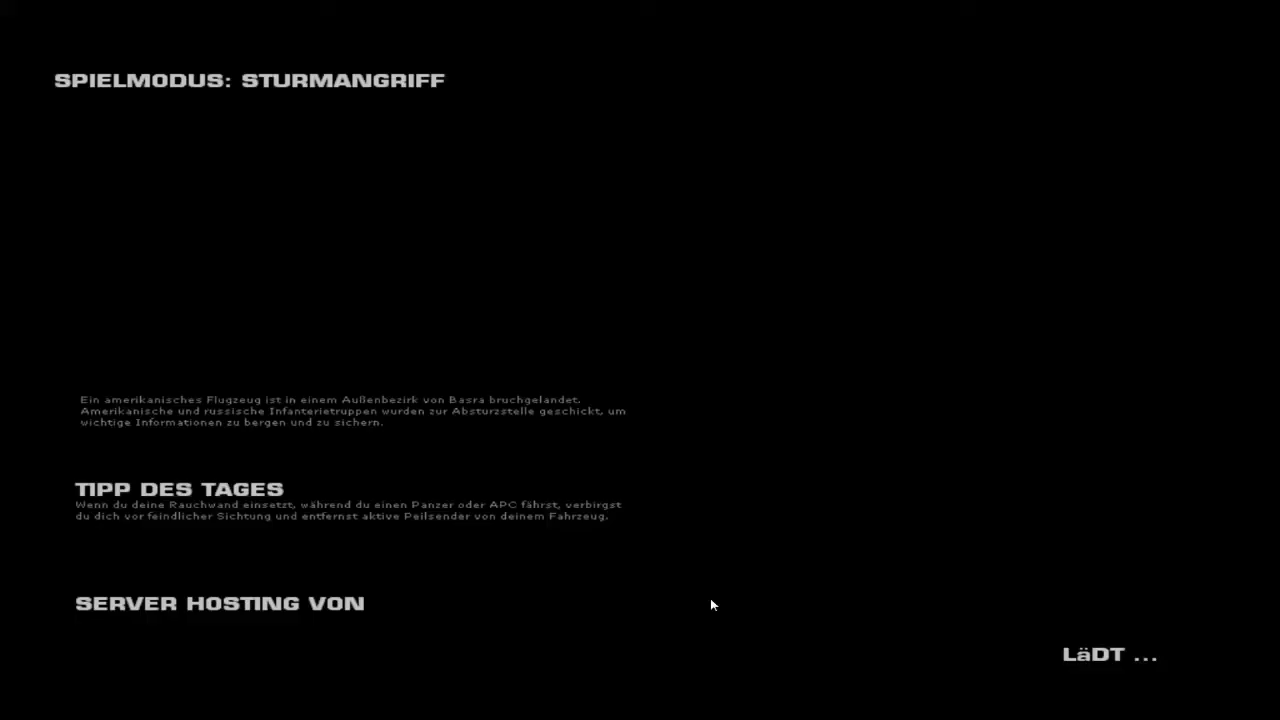 SPIELMODUS: STURMANGRIFF
Ein amerikanisches Flugzeug ist in einem Außenbezirk von Basra bruchgelandet.
Amerikanische und russische Infanterietruppen wurden zur Absturzstelle geschickt, um
wichtige Informationen zu bergen und zu sichern.
TIPP DES TAGES
Wenn du deine Rauchwand einsetzt, während du einen Panzer oder APC fährst, verbirgst
du dich vor feindlicher Sichtung und entfernst aktive Peilsender von deinem Fahrzeug.
SERVER HOSTING VON
LäDT ...